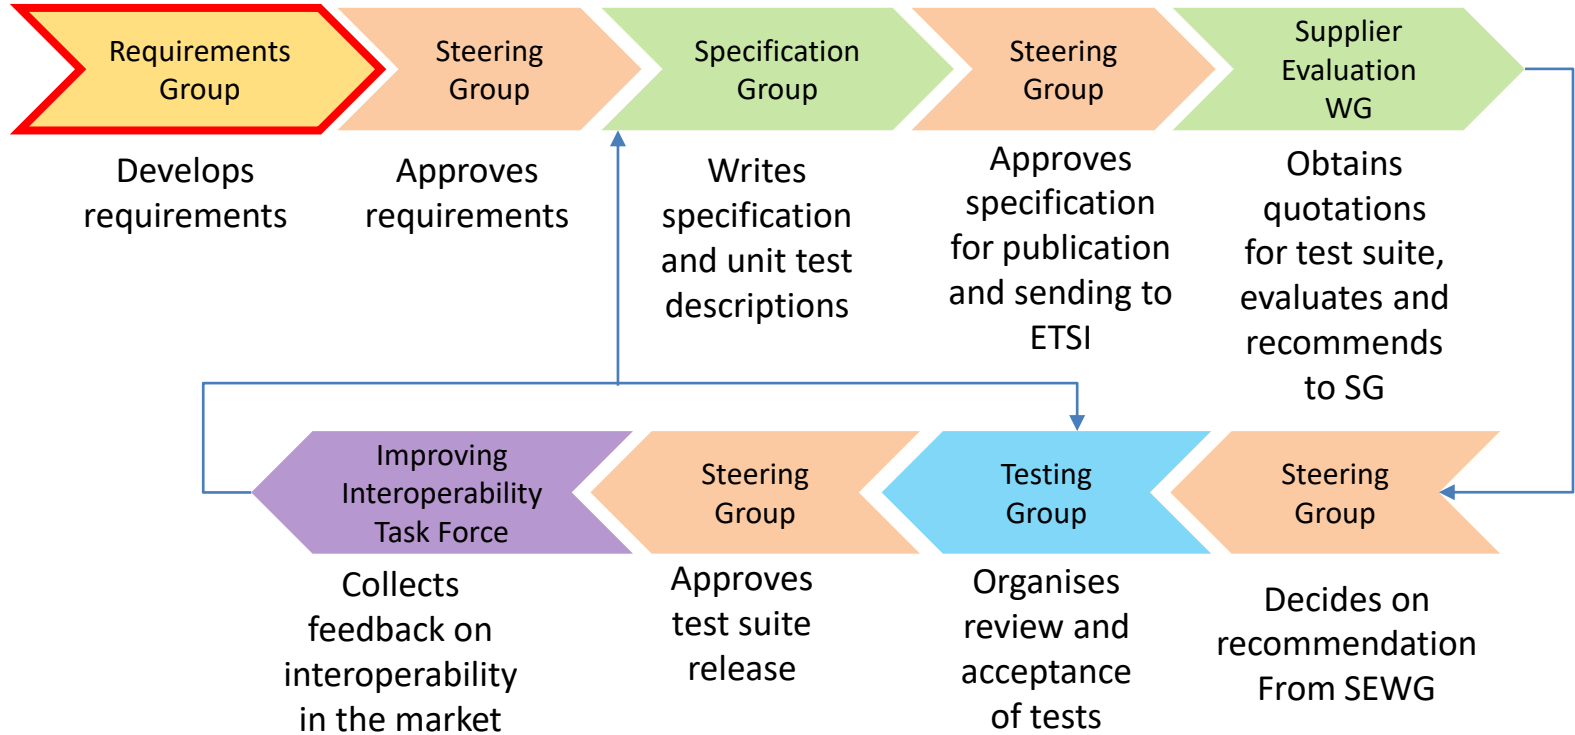 Requirements
Group
Steering
Group
Specification
Group
Steering
Group
Supplier
Evaluation
WG
Develops
requirements
Approves
requirements
Writes
specification
and unit test
descriptions
Approves
specification
for publication
and sending to
ETSI
Obtains
quotations
for test suite,
evaluates and
recommends
to SG
Improving
Interoperability
Task Force
Steering
Group
Testing
Group
Steering
Group
Collects
feedback on
interoperability
in the market
Approves
test suite
release
Organises
review and
acceptance
of tests
Decides on
recommendation
From SEWG